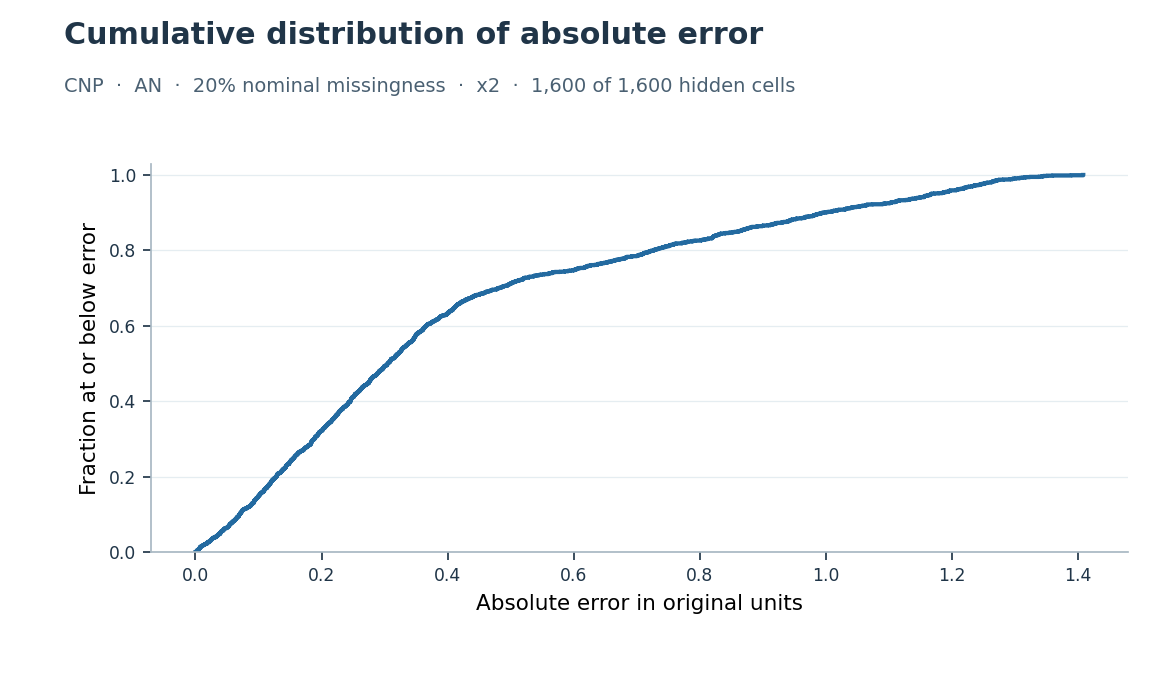 Cumulative distribution of absolute error
CNP · AN · 20% nominal missingness · x2 · 1,600 of 1,600 hidden cells
Fraction at or below error
1.0
0.8
0.6
0.4
0.2
0.0
0.0 0.2 0.4 0.6 0.8 1.0 1.2 1.4
Absolute error in original units